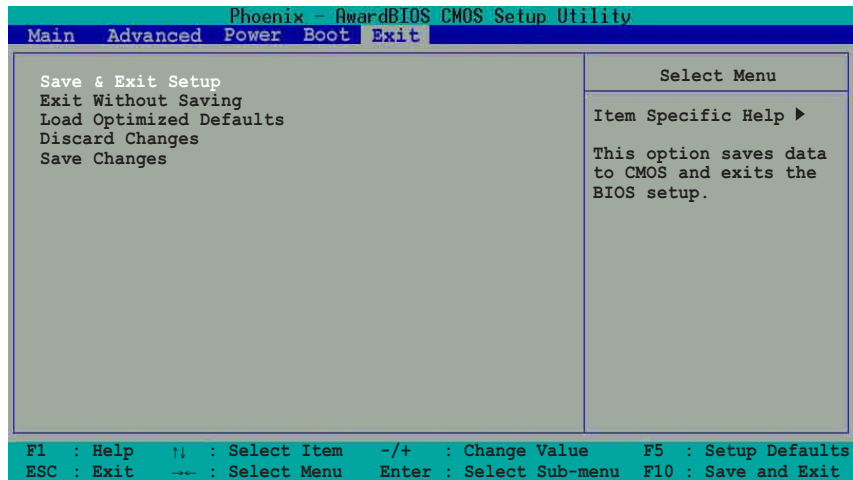 Phoenix - AwardBIOS CMOS Setup Utility
Main Advanced Power Boot Exit
Save & Exit Setup
Exit Without Saving
Load Optimized Defaults
Discard Changes
Save Changes
Select Menu
Item Specific Help ▶
This option saves data
to CMOS and exits the
BIOS setup.
F1 : Help ↑↓ : Select Item -/+ : Change Value F5 : Setup Defaults
ESC : Exit →← : Select Menu Enter : Select Sub-menu F10 : Save and Exit